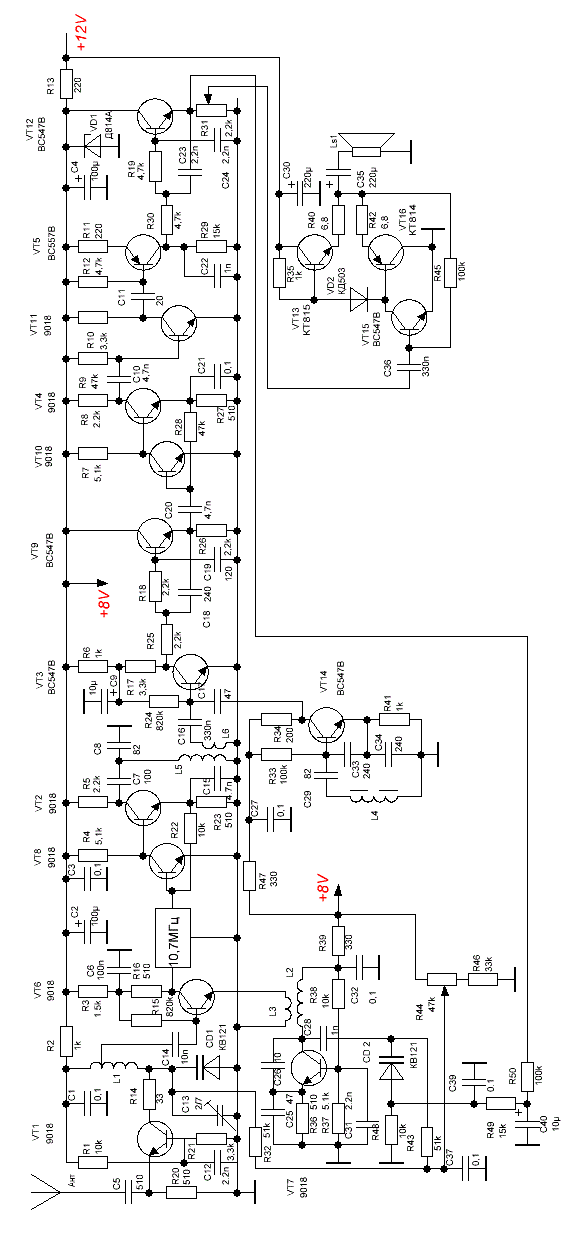 +12V
R13
220
VT12
BC547B
VD1
Д814А
C4
+
100µ
R19
4,7k
C23
2,2n
R31
2,2k
2,2n
C24
VT5
BC557B
R11
220
R12
4,7k
R30
4,7k
R29
15k
C22
1n
C11
20
VT11
9018
R10
3,3k
R9
47k
C10
4,7n
C21
0,1
VT4
9018
R8
2,2k
R28
47k
R27
510
VT10
9018
R7
5,1k
C20
4,7n
VT9
BC547B
R26
2,2k
C19
120
R18
2,2k
C18
240
R25
2,2k
+8V
VT3
BC547B
R6
1k
10µ
+
C9
R17
3,3k
R24
820k
C16
330n
47
L6
L5
C8
82
VT2
9018
R5
2,2k
C7
100
C15
4,7n
R23
510
R22
10k
VT8
9018
R4
5,1k
C3
0,1
C2
+
100µ
10,7МГц
C6
100n
R16
510
VT6
9018
R3
1,5k
R15
820k
R2
1k
C14
10n
CD1
КВ121
L1
C1
0,1
R14
33
C13
2/7
VT1
9018
R1
10k
R21
3,3k
C12
2,2n
R20
510
C5
510
Ант
C30
+
220µ
Ls1
C35
+
220µ
R40
6,8
R42
6,8
VT16
КТ814
R35
1k
VT13
КТ815
VD2
КД503
VT15
BC547B
R45
100k
C36
330n
VT14
BC547B
R34
200
R41
1k
R33
100k
C34
240
C33
240
C29
82
L4
C27
0,1
R47
330
+8V
R39
330
L2
L3
R38
10k
C32
0,1
C28
1n
R44
47k
R46
33k
CD 2
КВ121
C26
10
C25
47
R36
510
R37
5,1k
C31
2,2n
R48
10k
R32
51k
VT7
9018
R43
51k
C37
0,1
C39
0,1
R49
15k
R50
100k
C40
+
10µ